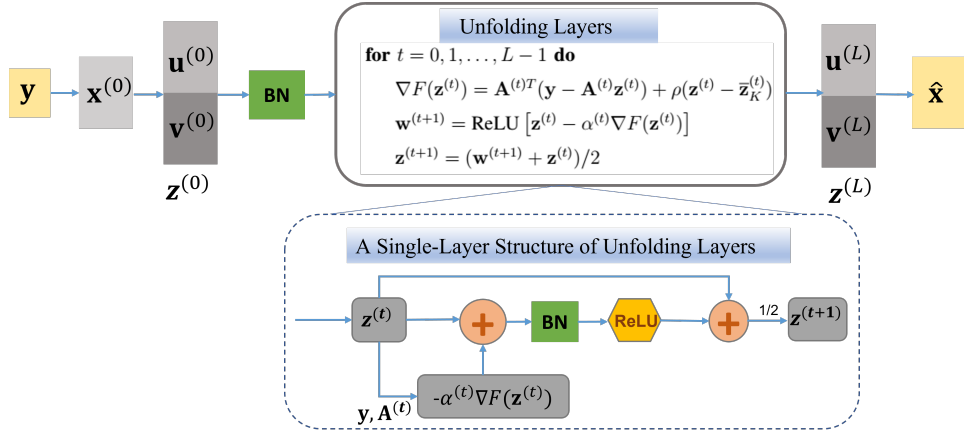 Unfolding Layers
for t = 0, 1, . . . , L − 1 do
∇F(z^(t)) = A^(t)T(y − A^(t)z^(t)) + ρ(z^(t) − z̅_K^(t))
w^(t+1) = ReLU [z^(t) − α^(t)∇F(z^(t))]
z^(t+1) = (w^(t+1) + z^(t))/2
y
x^(0)
u^(0)
v^(0)
z^(0)
BN
u^(L)
v^(L)
z^(L)
x̂
A Single-Layer Structure of Unfolding Layers
z^(t)
+
BN
ReLU
+
1/2
z^(t+1)
y, A^(t)
-α^(t)∇F(z^(t))